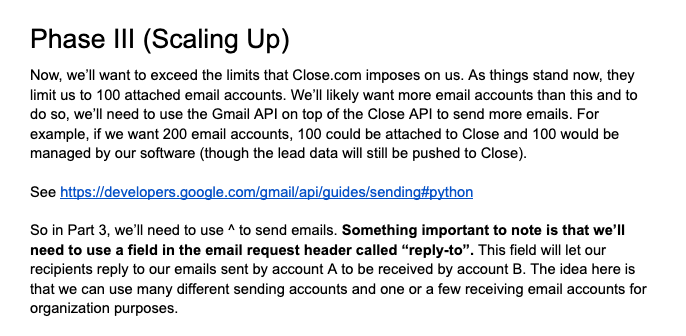 Phase III (Scaling Up)
Now, we’ll want to exceed the limits that Close.com imposes on us. As things stand now, they
limit us to 100 attached email accounts. We’ll likely want more email accounts than this and to
do so, we’ll need to use the Gmail API on top of the Close API to send more emails. For
example, if we want 200 email accounts, 100 could be attached to Close and 100 would be
managed by our software (though the lead data will still be pushed to Close).
See https://developers.google.com/gmail/api/guides/sending#python
So in Part 3, we’ll need to use ^ to send emails. Something important to note is that we’ll
need to use a field in the email request header called “reply-to”. This field will let our
recipients reply to our emails sent by account A to be received by account B. The idea here is
that we can use many different sending accounts and one or a few receiving email accounts for
organization purposes.